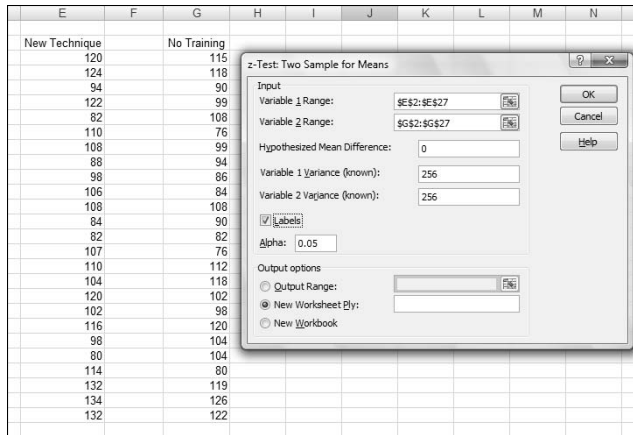 E F G H I J K L M N
New Technique No Training
120 115
124 118
94 90
122 99
82 108
110 76
108 99
88 94
98 86
106 84
108 108
84 90
82 82
107 76
110 112
104 118
120 102
102 98
116 120
98 104
80 104
114 80
132 119
134 126
132 122
z-Test: Two Sample for Means
Input
Variable 1 Range: $E$2:$E$27
Variable 2 Range: $G$2:$G$27
Hypothesized Mean Difference: 0
Variable 1 Variance (known): 256
Variable 2 Variance (known): 256
Labels
Alpha: 0.05
Output options
Output Range:
New Worksheet Ply:
New Workbook
OK
Cancel
Help